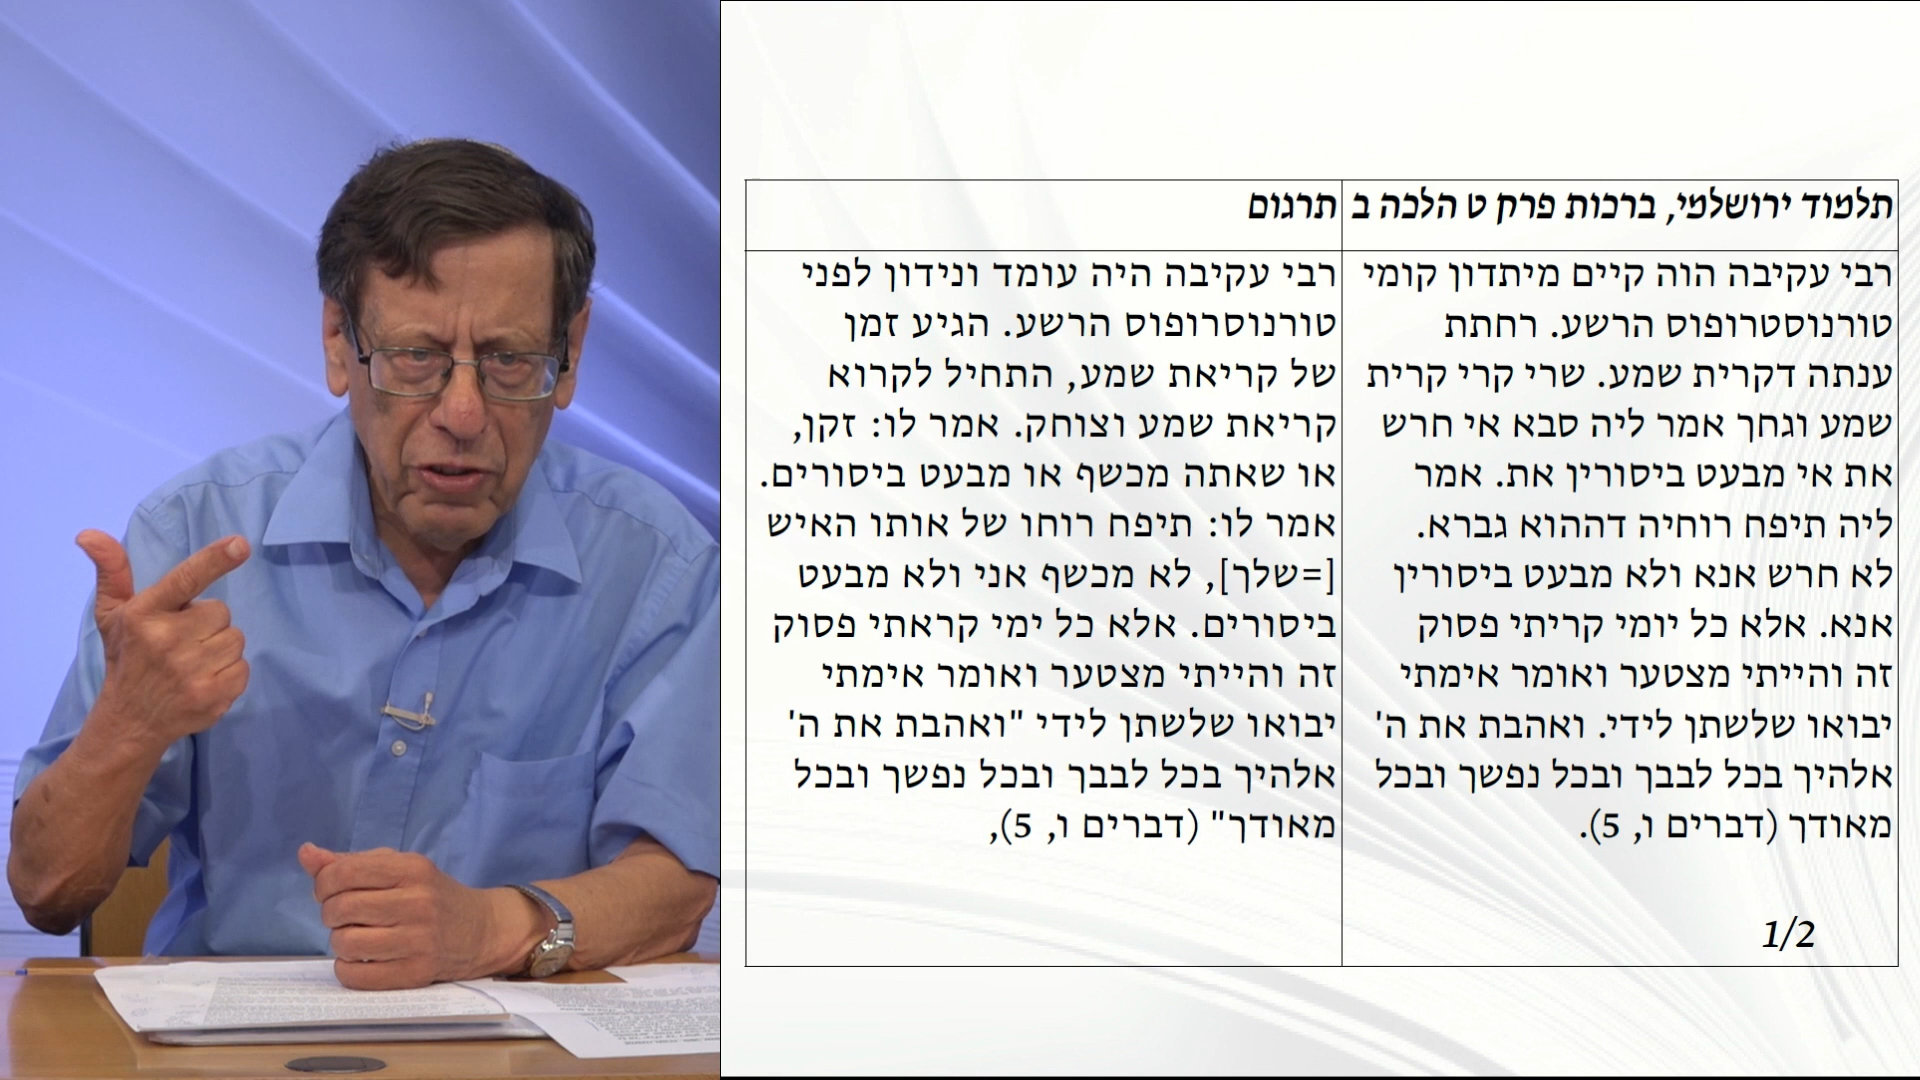 תלמוד ירושלמי, ברכות פרק ט הלכה ב
רבי עקיבה הוה קיים מיתדון קומי
טורנוסטרופוס הרשע. רחתת
ענתה דקרית שמע. שרי קרי קרית
שמע וגחך אמר ליה סבא אי חרש
את אי מבעט ביסורין את. אמר
ליה תיפח רוחיה דההוא גברא.
לא חרש אנא ולא מבעט ביסורין
אנא. אלא כל יומי קריתי פסוק
זה והייתי מצטער ואומר אימתי
יבואו שלשתן לידי. ואהבת את ה'
אלהיך בכל לבבך ובכל נפשך ובכל
מאודך (דברים ו, 5).
1/2
תרגום
רבי עקיבה היה עומד ונידון לפני
טורנוסרופוס הרשע. הגיע זמן
של קריאת שמע, התחיל לקרוא
קריאת שמע וצוחק. אמר לו: זקן,
או שאתה מכשף או מבעט ביסורים.
אמר לו: תיפח רוחו של אותו האיש
[=שלך], לא מכשף אני ולא מבעט
ביסורים. אלא כל ימי קראתי פסוק
זה והייתי מצטער ואומר אימתי
יבואו שלשתן לידי "ואהבת את ה'
אלהיך בכל לבבך ובכל נפשך ובכל
מאודך" (דברים ו, 5),